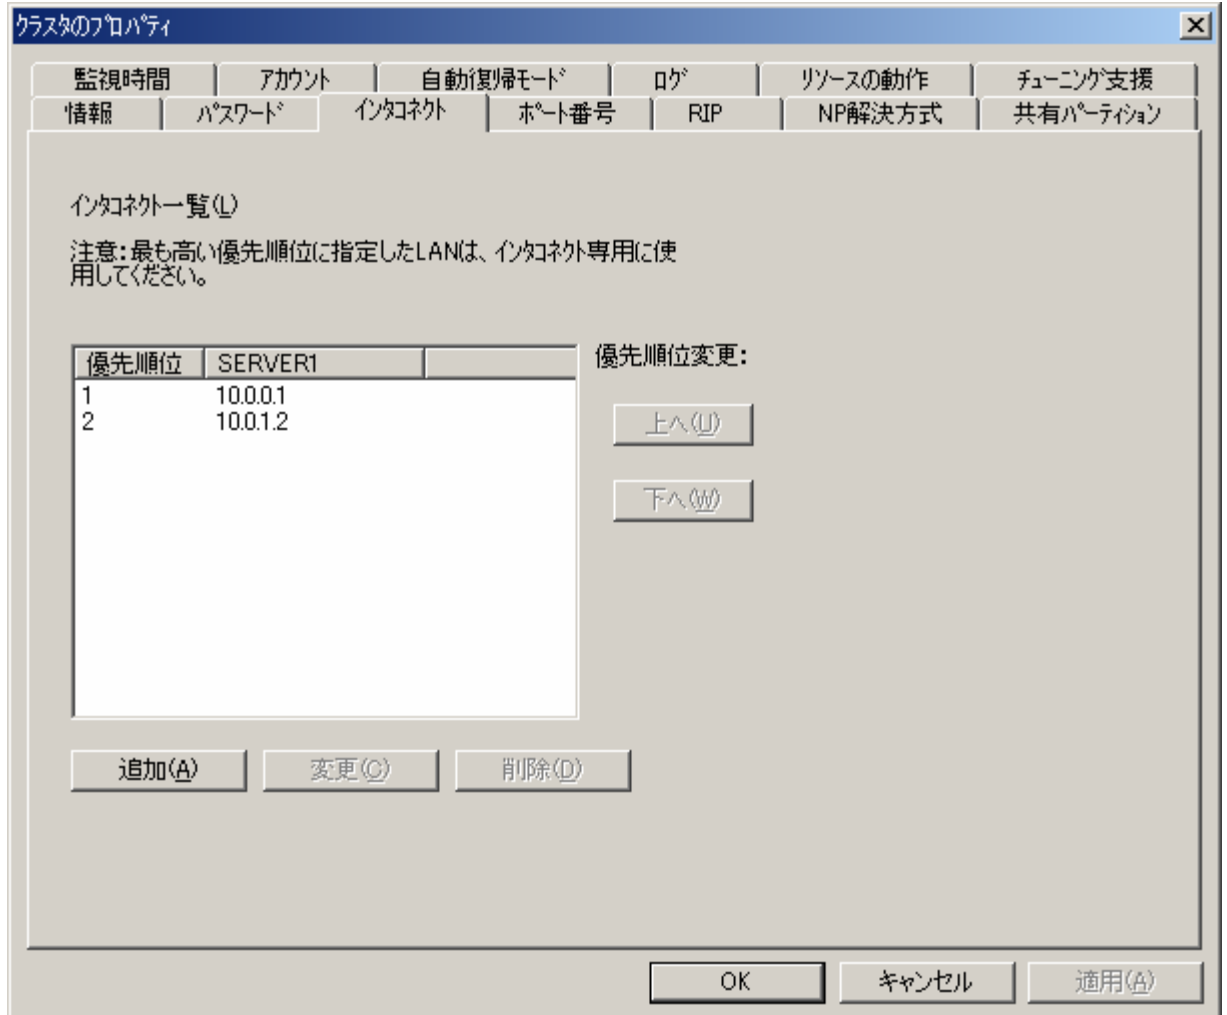 クラスタのプロパティ
監視時間 アカウント 自動復帰モード ログ リソースの動作 チューニング支援
情報 パスワード インタコネクト ポート番号 RIP NP解決方式 共有パーティション
インタコネクト一覧(L)
注意:最も高い優先順位に指定したLANは、インタコネクト専用に使
用してください。
優先順位 SERVER1
優先順位変更:
1 10.0.0.1
2 10.0.1.2
上へ(U)
下へ(W)
追加(A) 変更(C) 削除(D)
OK キャンセル 適用(A)